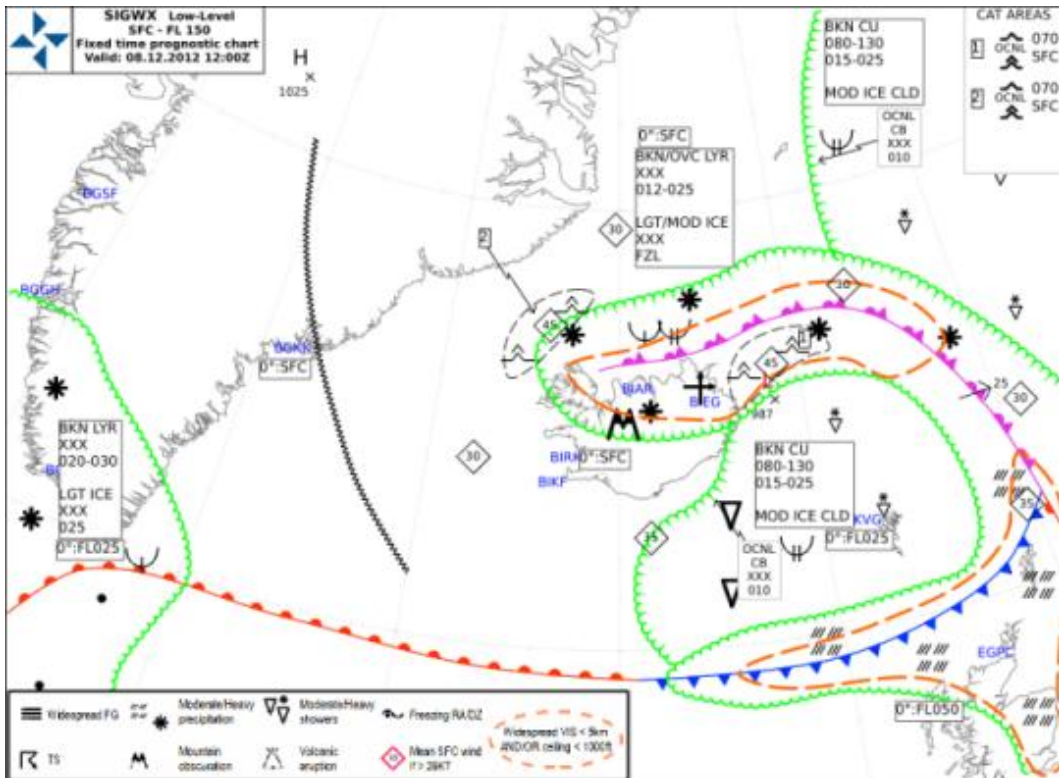 SIGWX Low-Level
SFC - FL 150
Fixed time prognostic chart
Valid: 08.12.2012 12:00Z
H
1025
BKN CU
080-130
015-025
MOD ICE CLD
OCNL
CB
XXX
010
CAT AREAS
1
OCNL
070
SFC
2
OCNL
070
SFC
0°:SFC
BKN/OVC LYR
XXX
012-025
LGT/MOD ICE
XXX
FZL
30
2
BGSF
BGGH
0°:SFC
45
30
1
45
BIAR
BIEG
987
25
30
BKN LYR
XXX
020-030
LGT ICE
XXX
025
0°:FL025
30
BIRK
0°:SFC
BIKF
BKN CU
080-130
015-025
MOD ICE CLD
35
OCNL
CB
XXX
010
0°:FL025
35
0°:FL050
Widespread FG
Moderate/Heavy
precipitation
Moderate/Heavy
showers
Freezing RA/DZ
Widespread VIS < 5km
AND/OR ceiling < 1000ft
TS
Mountain
obscuration
Volcanic
eruption
Mean SFC wind